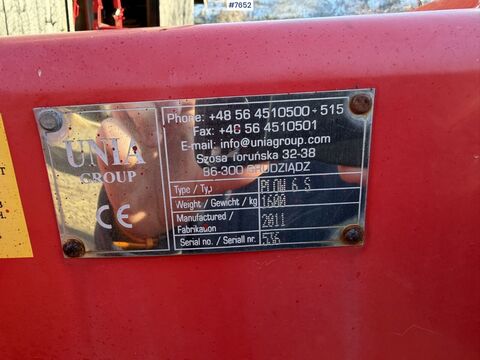 #7652
UNIA
GROUP
CE
Phone: +48 56 4510500-515
Fax: +48 56 4510501
E-mail: info@uniagroup.com
Szosa Toruńska 32-38
86-300 GRUDZIĄDZ
Type / Typ PLOW 6.S
Weight / Gewicht / kg 1600
Manufactured / 2011
Fabrikation
Serial no. / Seriall nr. 536